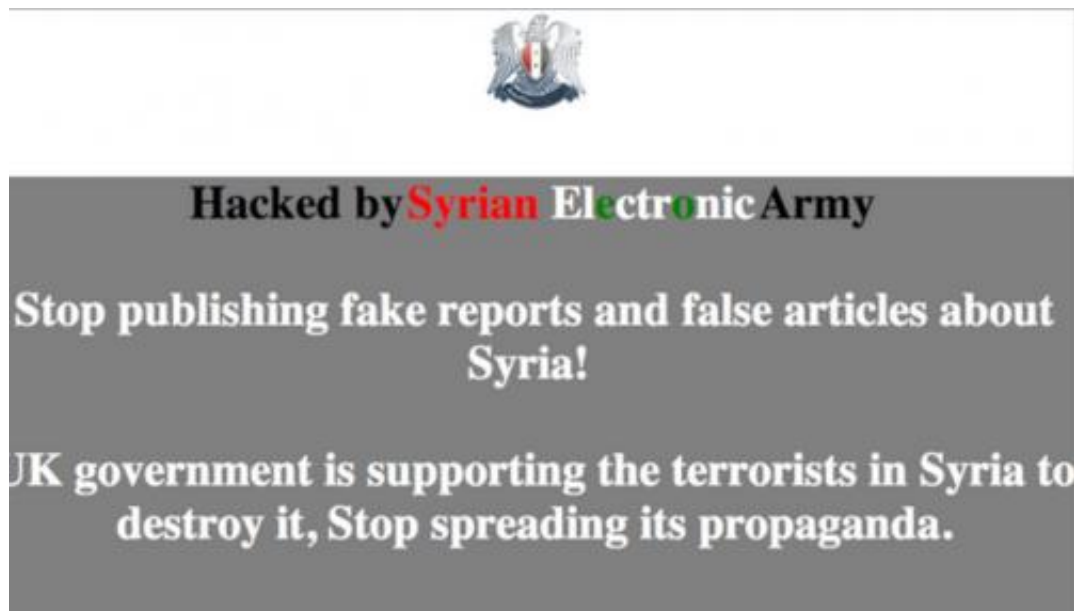 Hacked by Syrian Electronic Army
Stop publishing fake reports and false articles about
Syria!
UK government is supporting the terrorists in Syria to
destroy it, Stop spreading its propaganda.